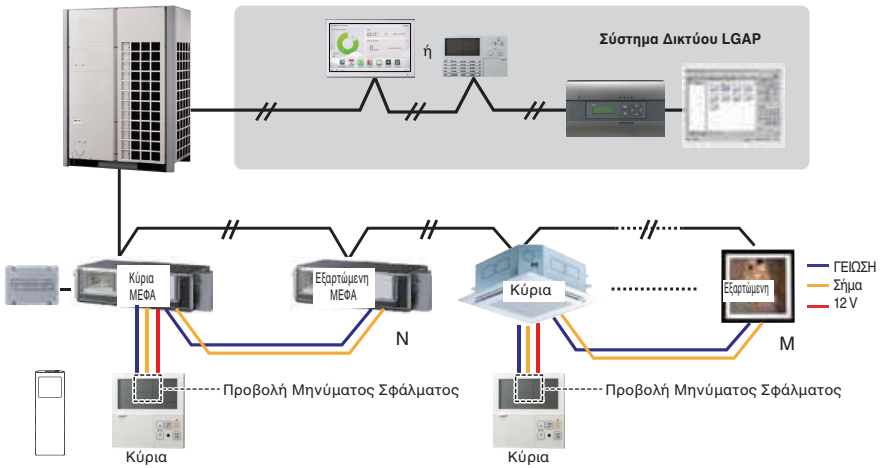 Σύστημα Δικτύου LGAP
ή
Κύρια
ΜΕΦΑ
Εξαρτώμενη
ΜΕΦΑ
Κύρια
Εξαρτώμενη
ΓΕΙΩΣΗ
Σήμα
12 V
N
M
Προβολή Μηνύματος Σφάλματος
Προβολή Μηνύματος Σφάλματος
Κύρια
Κύρια